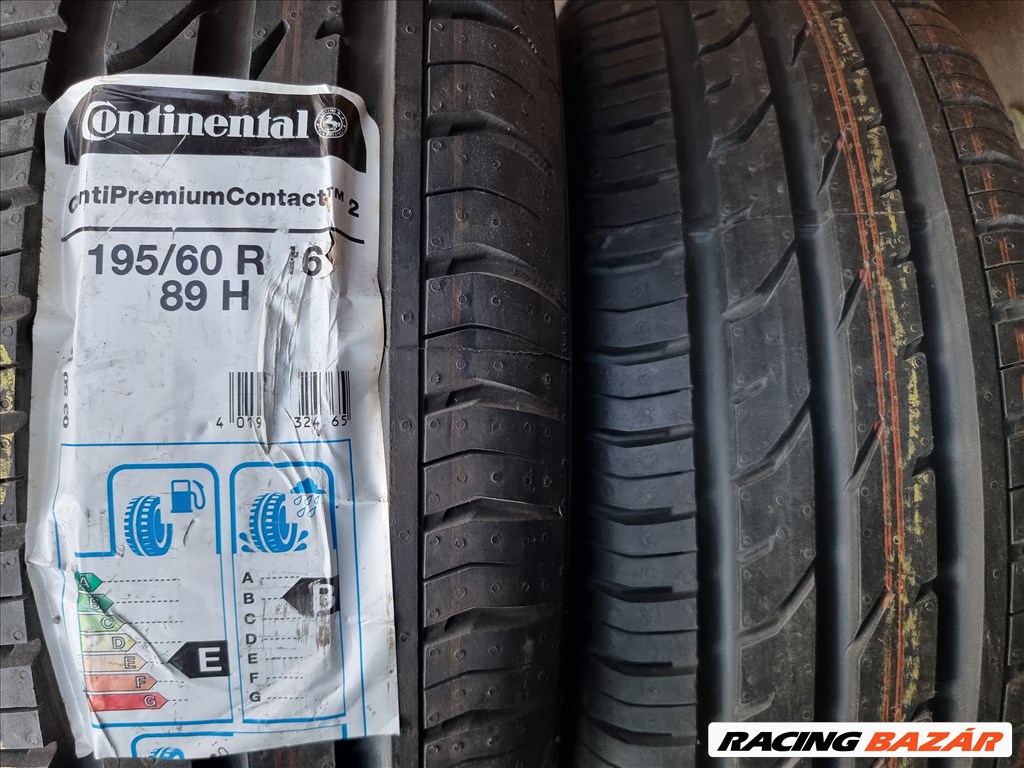 Continental
ContiPremiumContact™ 2
195/60 R 16
89 H
4 019 324 65
A
B
C
D
E
F
G
E
A
B
C
D
E
F
G
B
RACING BAZÁR